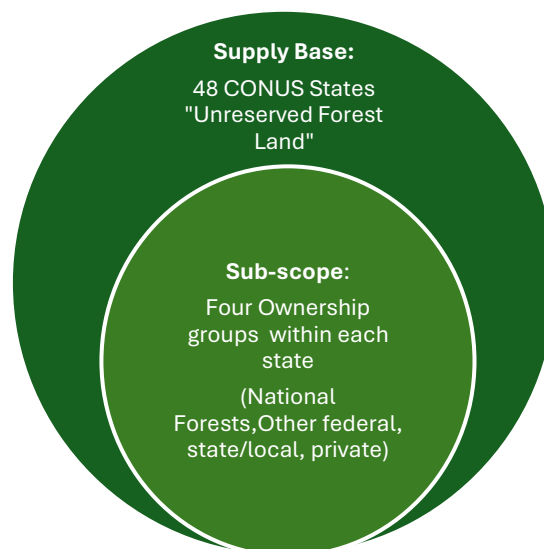 Supply Base:
48 CONUS States
"Unreserved Forest
Land"
Sub-scope:
Four Ownership
groups  within each
state
(National
Forests,Other federal,
state/local, private)